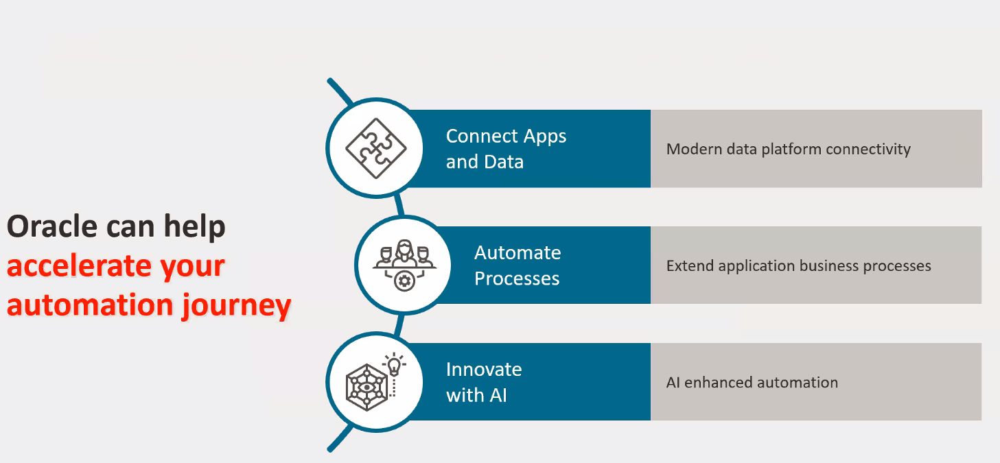 Oracle can help
accelerate your
automation journey
Connect Apps
and Data
Modern data platform connectivity
Automate
Processes
Extend application business processes
Innovate
with AI
AI enhanced automation